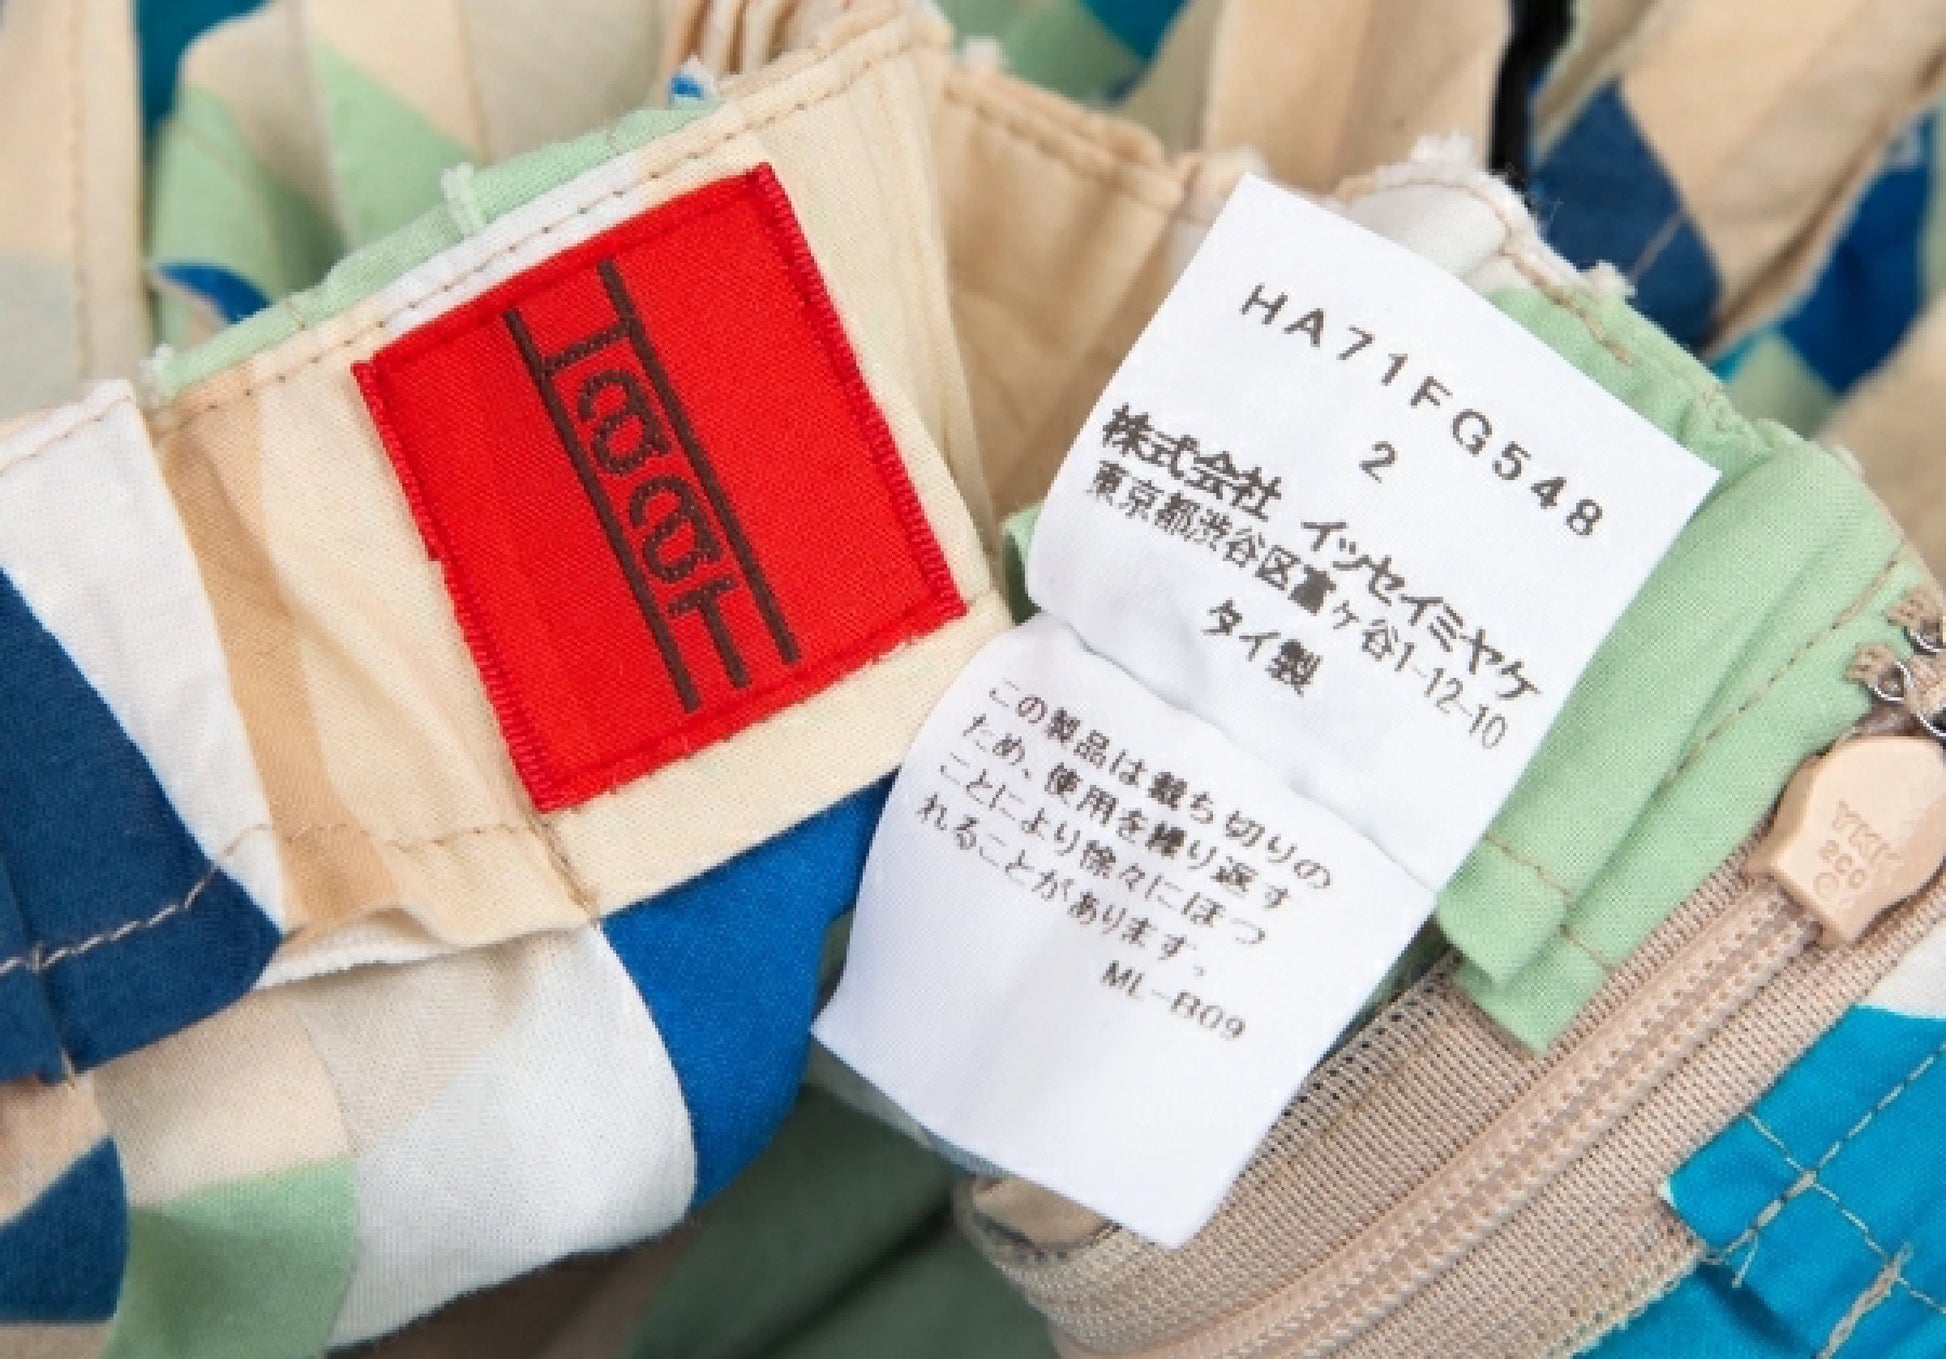 HaaT
HA71FG548
2
株式会社 イッセイミヤケ
東京都渋谷区富ヶ谷1-12-10
タイ製
この製品は裁ち切りの
ため、使用を繰り返す
ことにより徐々にほつ
れることがあります。
ML-B09
YKK
2CO